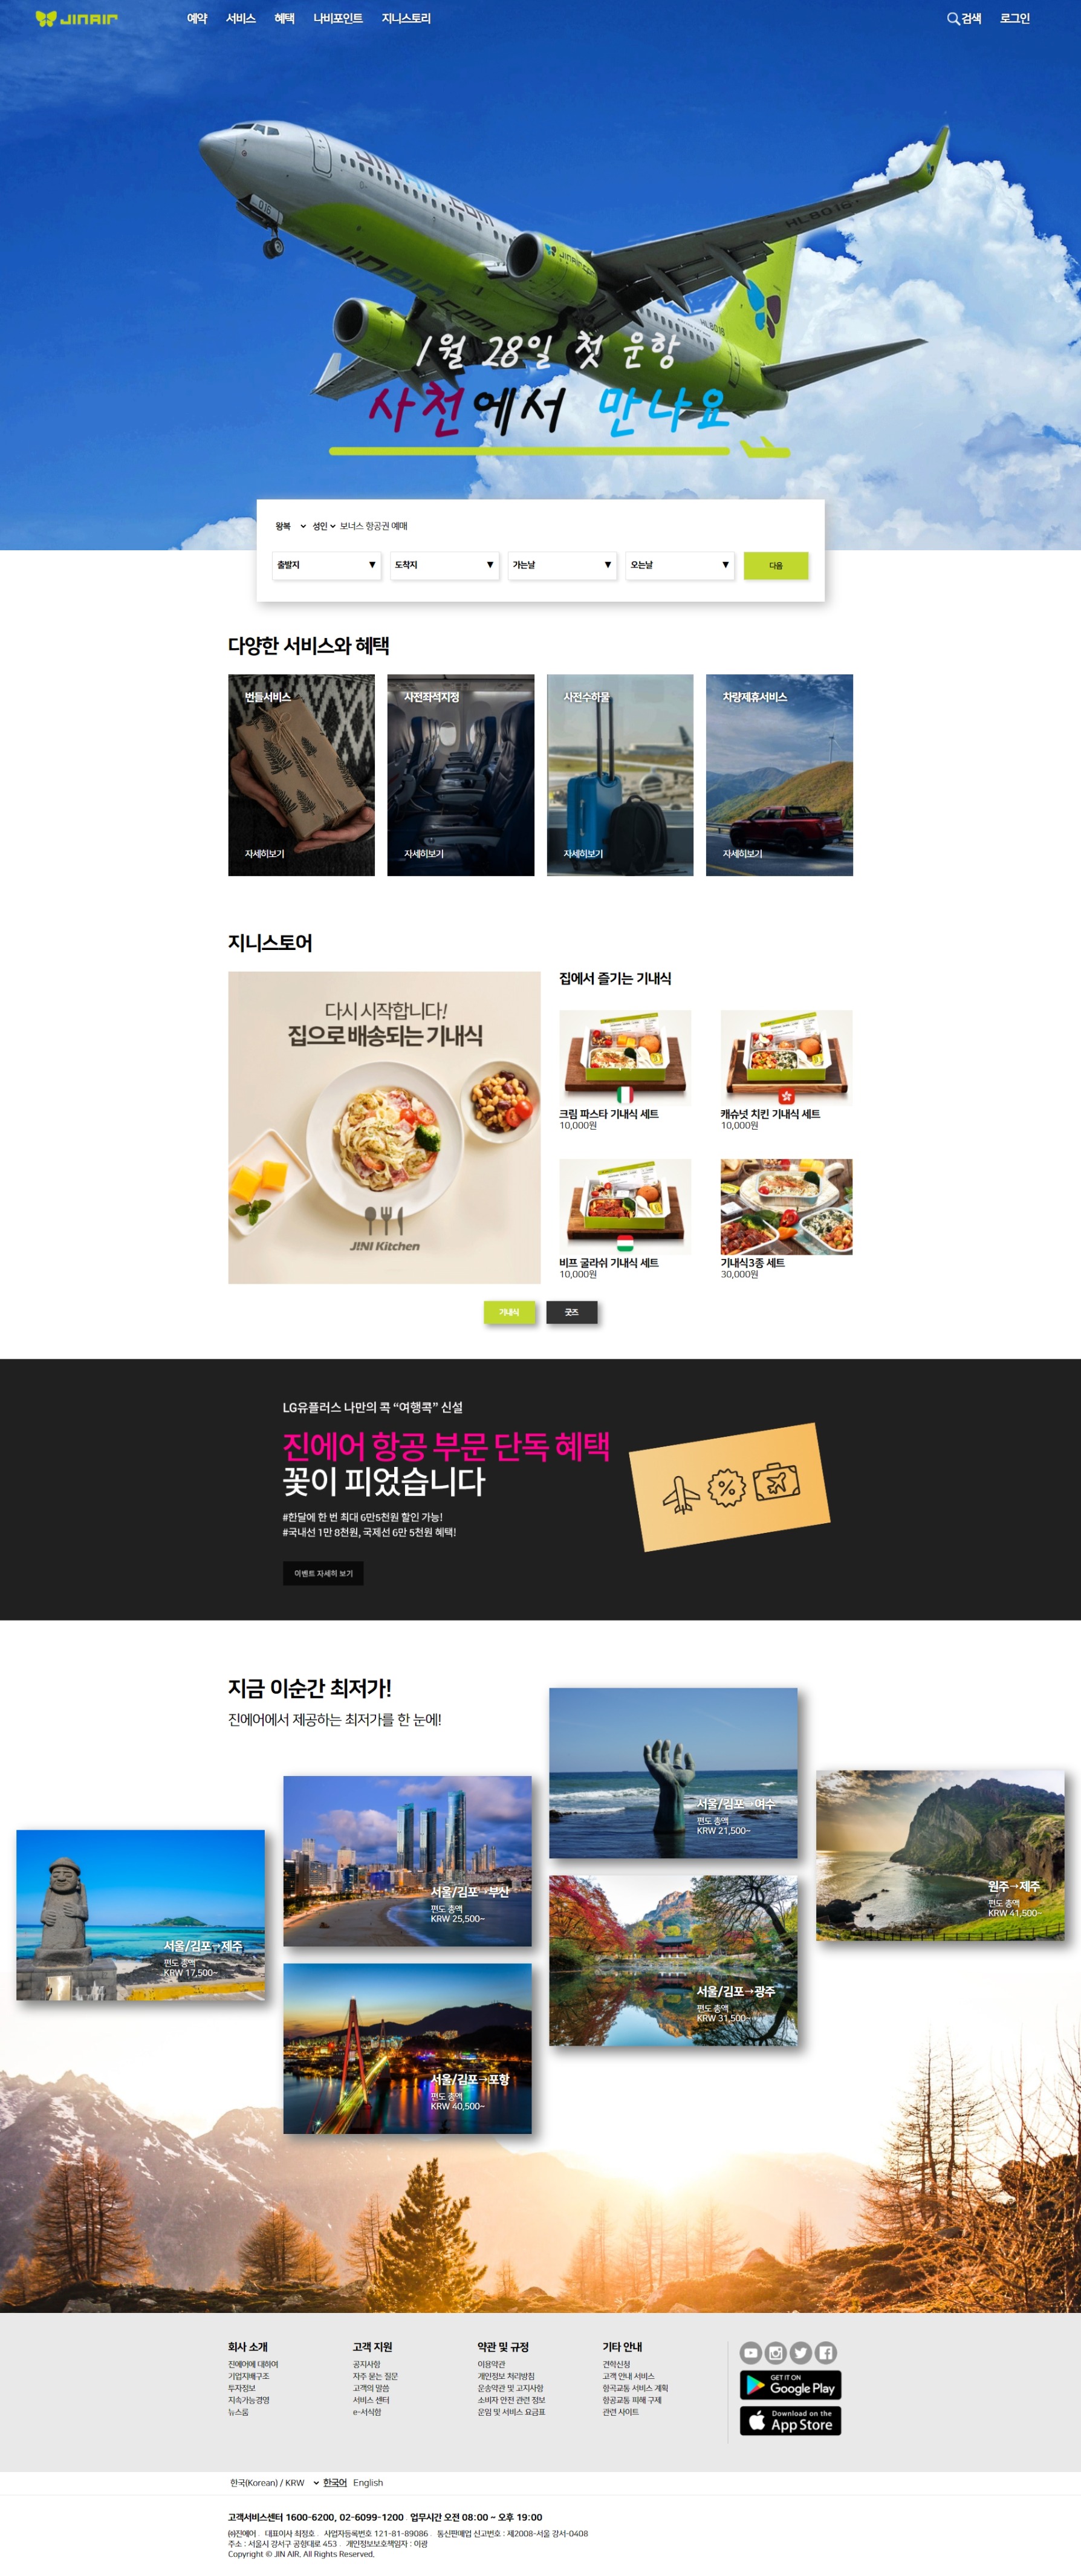 JINAIR
예약 서비스 혜택 나비포인트 지니스토리
검색 로그인
JINAIR.com
JINAIR.com
HL8016
HL8016
016
1월 28일 첫 운항
사천에서 만나요
왕복 성인 보너스 항공권 예매
출발지 ▼ 도착지 ▼ 가는날 ▼ 오는날 ▼ 다음
다양한 서비스와 혜택
번들서비스 사전좌석지정 사전수하물 차량제휴서비스
자세히보기 자세히보기 자세히보기 자세히보기
지니스토어
다시 시작합니다!
집으로 배송되는 기내식
JINI Kitchen
집에서 즐기는 기내식
크림 파스타 기내식 세트
10,000원
캐슈넛 치킨 기내식 세트
10,000원
비프 굴라쉬 기내식 세트
10,000원
기내식3종 세트
30,000원
기내식 굿즈
LG유플러스 나만의 콕 “여행콕” 신설
진에어 항공 부문 단독 혜택
꽃이 피었습니다
#한달에 한 번 최대 6만5천원 할인 가능!
#국내선 1만 8천원, 국제선 6만 5천원 혜택!
이벤트 자세히 보기
지금 이순간 최저가!
진에어에서 제공하는 최저가를 한 눈에!
서울/김포→제주
편도 총액
KRW 17,500~
서울/김포→부산
편도 총액
KRW 25,500~
서울/김포→포항
편도 총액
KRW 40,500~
서울/김포→여수
편도 총액
KRW 21,500~
서울/김포→광주
편도 총액
KRW 31,500~
원주→제주
편도 총액
KRW 41,500~
회사 소개
진에어에 대하여
기업지배구조
투자정보
지속가능경영
뉴스룸
고객 지원
공지사항
자주 묻는 질문
고객의 말씀
서비스 센터
e-서식함
약관 및 규정
이용약관
개인정보 처리방침
운송약관 및 고지사항
소비자 안전 관련 정보
운임 및 서비스 요금표
기타 안내
견학신청
고객 안내 서비스
항공교통 서비스 계획
항공교통 피해 구제
관련 사이트
GET IT ON
Google Play
Download on the
App Store
한국(Korean) / KRW 한국어 English
고객서비스센터 1600-6200, 02-6099-1200 . 업무시간 오전 08:00 ~ 오후 19:00
㈜진에어 . 대표이사 최정호 . 사업자등록번호 121-81-89086 . 통신판매업 신고번호 : 제2008-서울 강서-0408
주소 : 서울시 강서구 공항대로 453 . 개인정보보호책임자 : 이광
Copyright © JIN AIR. All Rights Reserved.